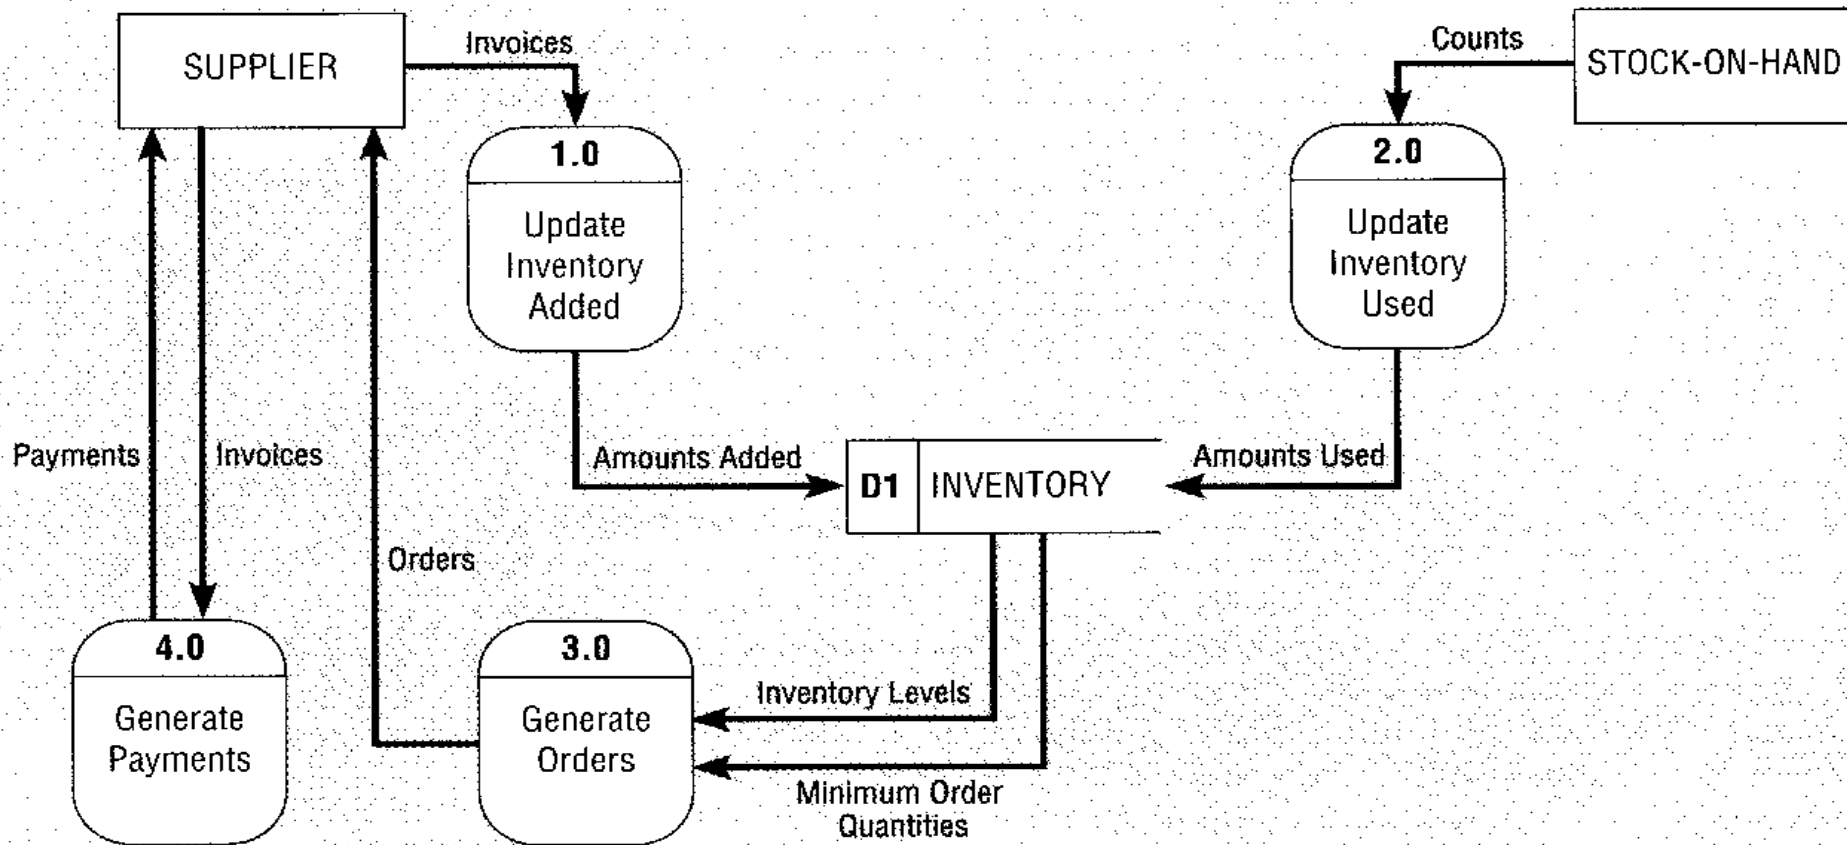 SUPPLIER
Invoices
Counts
STOCK-ON-HAND
1.0
Update
Inventory
Added
2.0
Update
Inventory
Used
Payments
Invoices
Amounts Added
D1
INVENTORY
Amounts Used
Orders
4.0
Generate
Payments
3.0
Generate
Orders
Inventory Levels
Minimum Order
Quantities